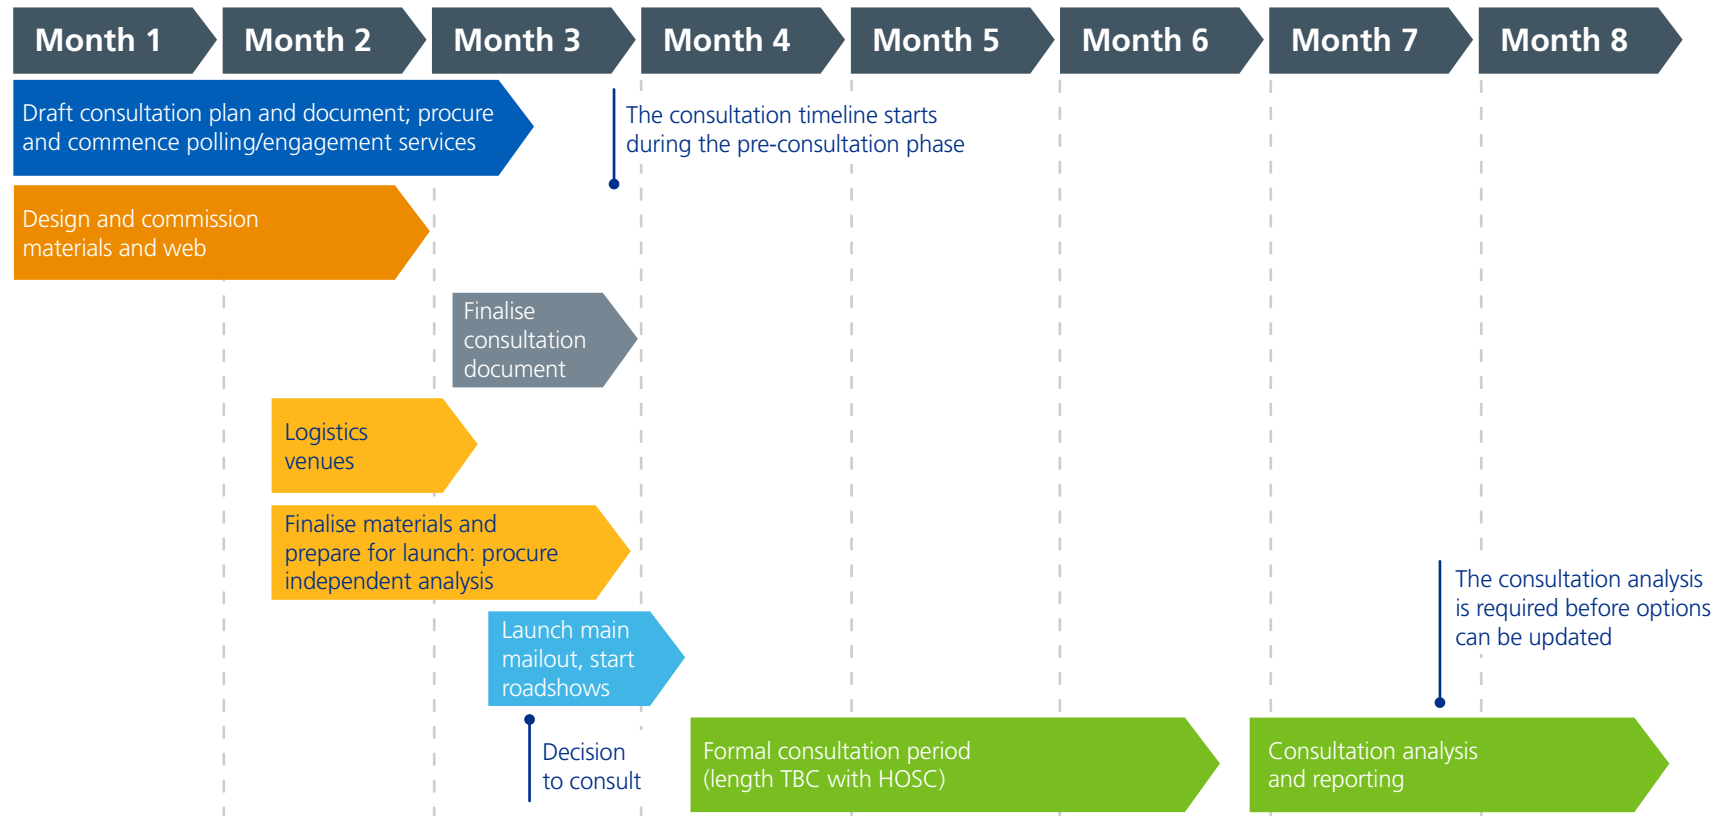 Month 1
Month 2
Month 3
Month 4
Month 5
Month 6
Month 7
Month 8
Draft consultation plan and document; procure
and commence polling/engagement services
The consultation timeline starts
during the pre-consultation phase
Design and commission
materials and web
Finalise
consultation
document
Logistics
venues
Finalise materials and
prepare for launch: procure
independent analysis
The consultation analysis
is required before options
can be updated
Launch main
mailout, start
roadshows
Decision
to consult
Formal consultation period
(length TBC with HOSC)
Consultation analysis
and reporting